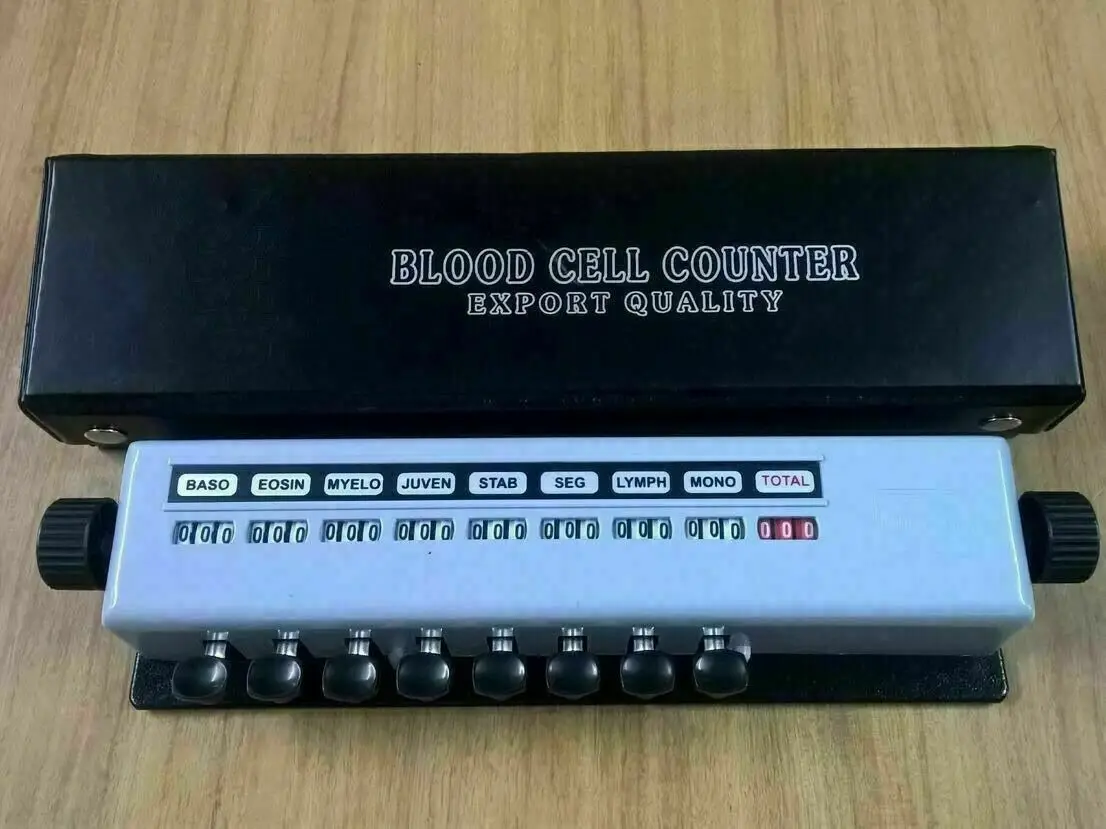 BLOOD CELL COUNTER
EXPORT QUALITY
BASO EOSIN MYELO JUVEN STAB SEG LYMPH MONO TOTAL
000 000 000 000 000 000 000 000 000